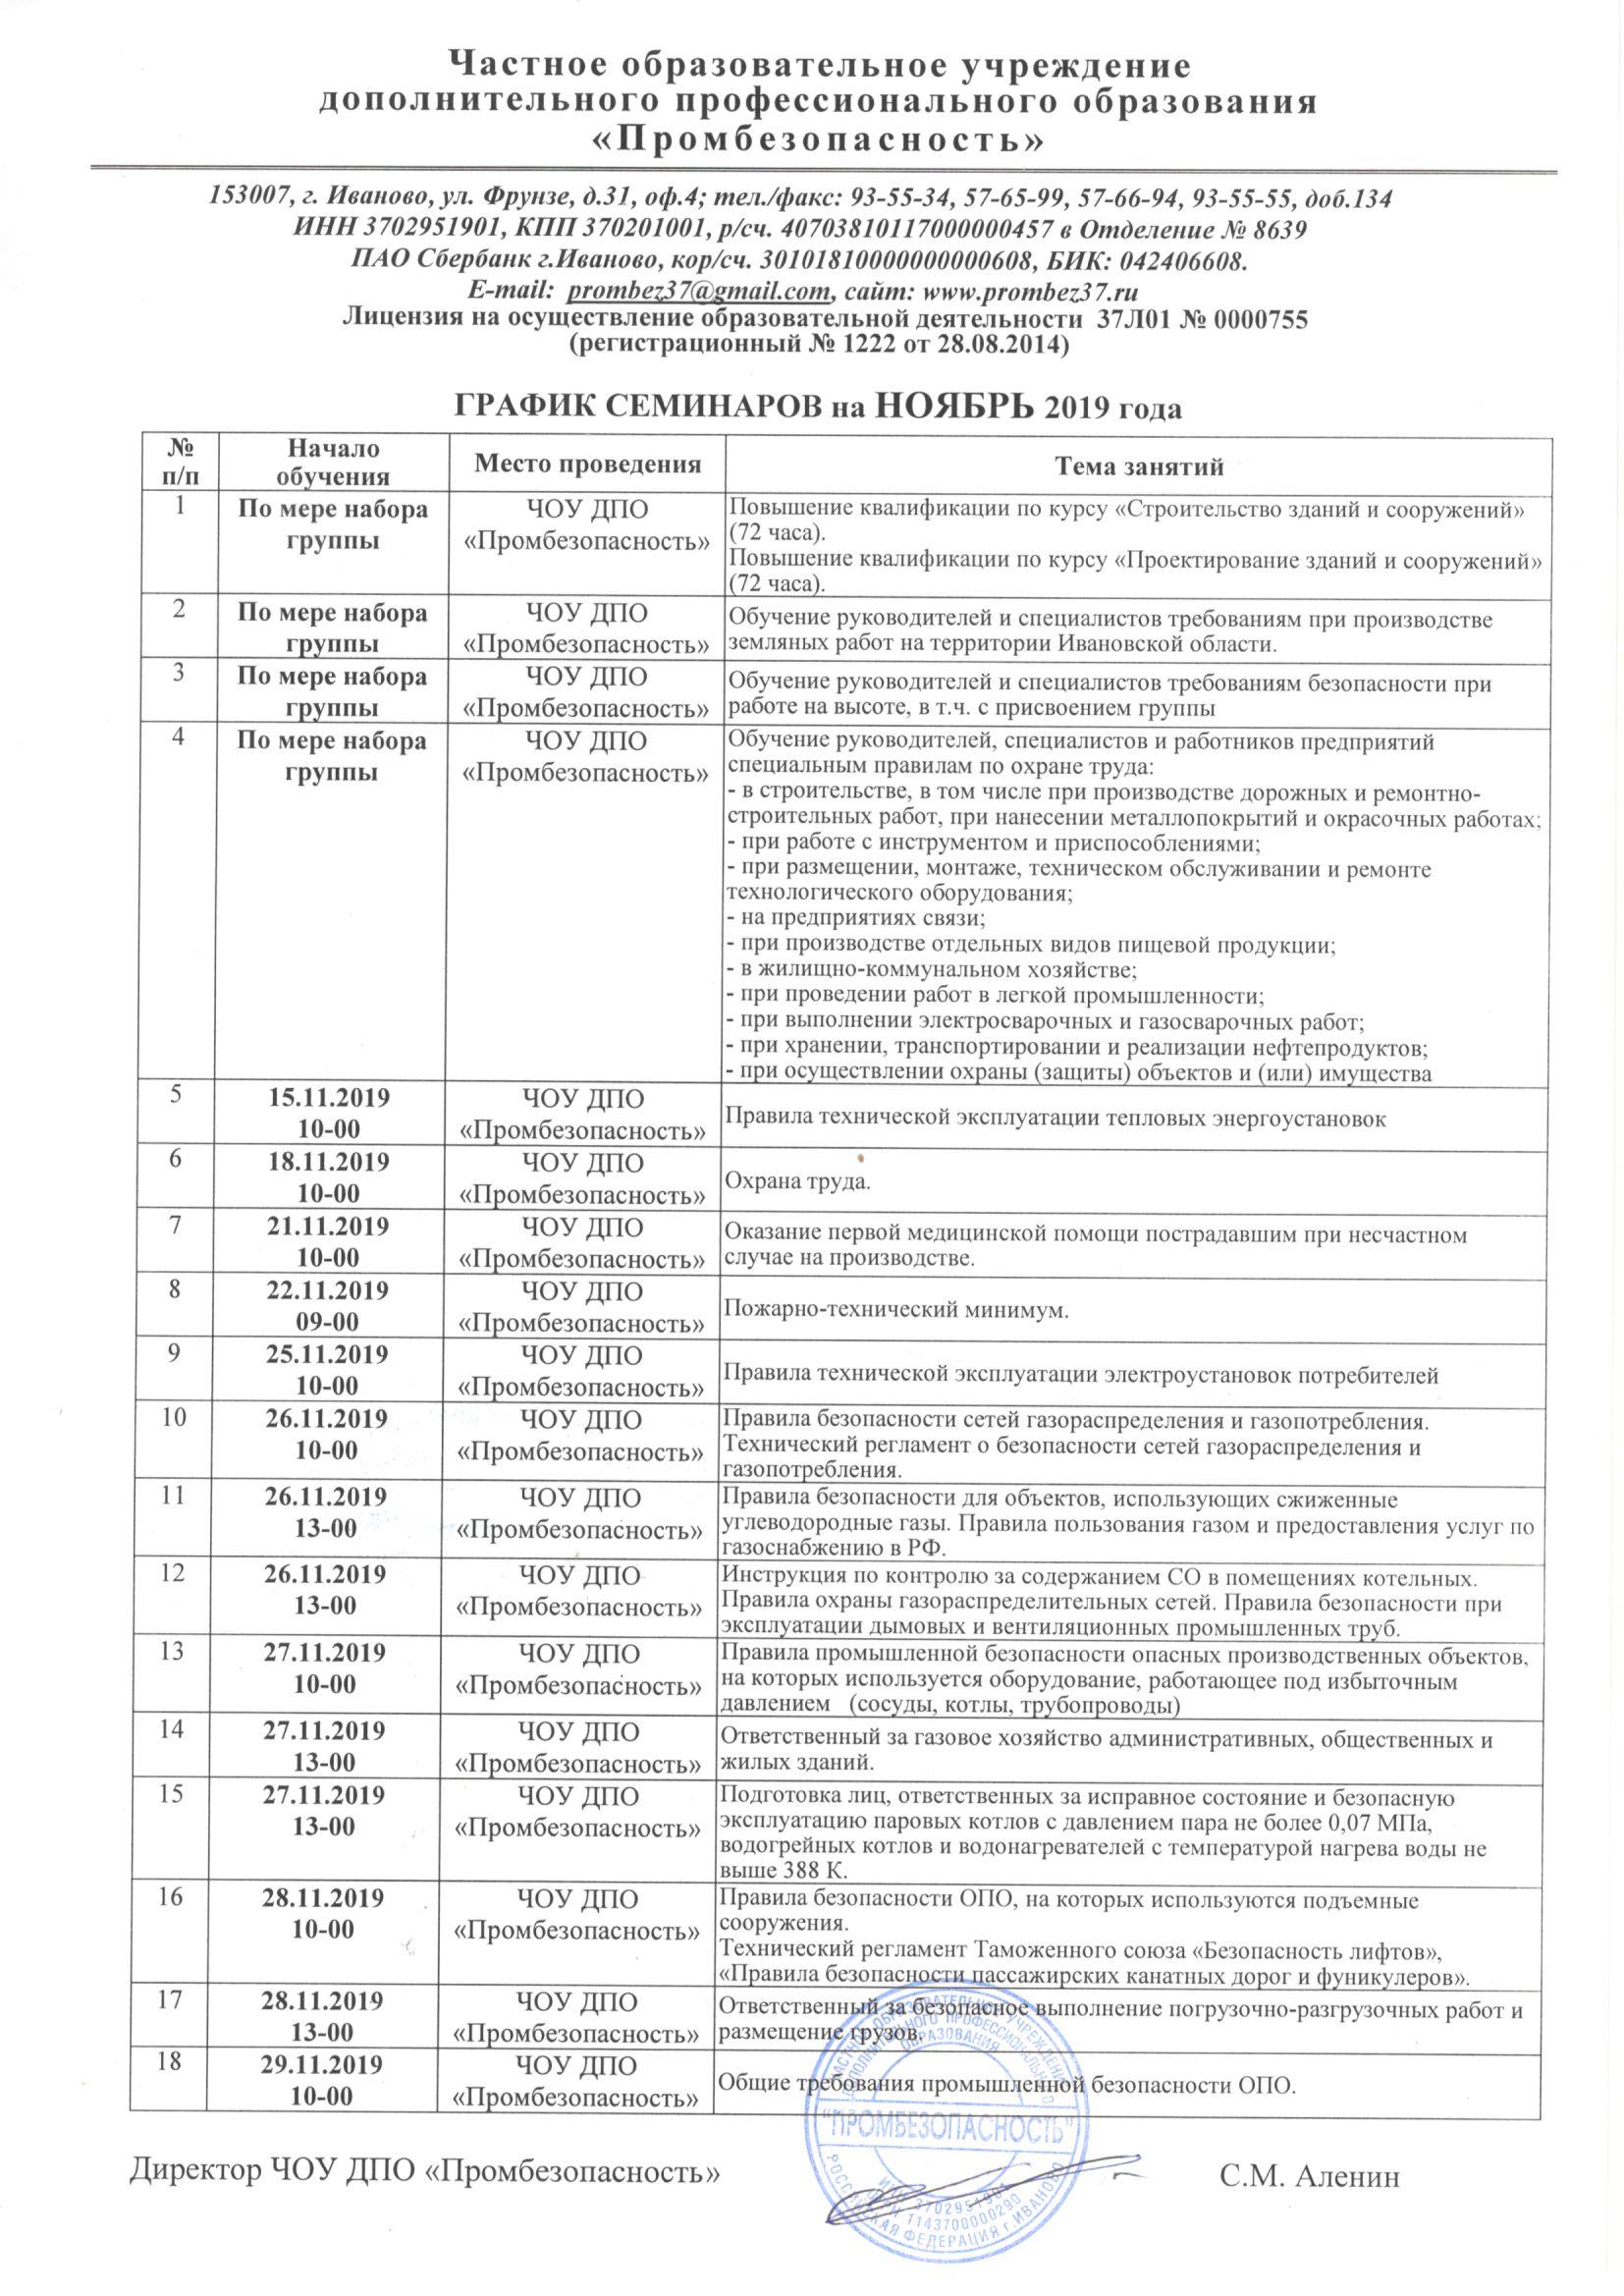 Частное образовательное учреждение
дополнительного профессионального образования
«Промбезопасность»
153007, г. Иваново, ул. Фрунзе, д.31, оф.4; тел./факс: 93-55-34, 57-65-99, 57-66-94, 93-55-55, доб.134
ИНН 3702951901, КПП 370201001, р/сч. 40703810117000000457 в Отделение № 8639
ПАО Сбербанк г.Иваново, кор/сч. 30101810000000000608, БИК: 042406608.
E-mail: prombez37@gmail.com, сайт: www.prombez37.ru
Лицензия на осуществление образовательной деятельности 37Л01 № 0000755
(регистрационный № 1222 от 28.08.2014)
ГРАФИК СЕМИНАРОВ на НОЯБРЬ 2019 года
№ п/п
Начало обучения
Место проведения
Тема занятий
1
По мере набора
группы
ЧОУ ДПО
«Промбезопасность»
Повышение квалификации по курсу «Строительство зданий и сооружений»
(72 часа).
Повышение квалификации по курсу «Проектирование зданий и сооружений»
(72 часа).
2
По мере набора
группы
ЧОУ ДПО
«Промбезопасность»
Обучение руководителей и специалистов требованиям при производстве
земляных работ на территории Ивановской области.
3
По мере набора
группы
ЧОУ ДПО
«Промбезопасность»
Обучение руководителей и специалистов требованиям безопасности при
работе на высоте, в т.ч. с присвоением группы
4
По мере набора
группы
ЧОУ ДПО
«Промбезопасность»
Обучение руководителей, специалистов и работников предприятий
специальным правилам по охране труда:
- в строительстве, в том числе при производстве дорожных и ремонтно-
строительных работ, при нанесении металлопокрытий и окрасочных работах;
- при работе с инструментом и приспособлениями;
- при размещении, монтаже, техническом обслуживании и ремонте
технологического оборудования;
- на предприятиях связи;
- при производстве отдельных видов пищевой продукции;
- в жилищно-коммунальном хозяйстве;
- при проведении работ в легкой промышленности;
- при выполнении электросварочных и газосварочных работ;
- при хранении, транспортировании и реализации нефтепродуктов;
- при осуществлении охраны (защиты) объектов и (или) имущества
5
15.11.2019
10-00
ЧОУ ДПО
«Промбезопасность»
Правила технической эксплуатации тепловых энергоустановок
6
18.11.2019
10-00
ЧОУ ДПО
«Промбезопасность»
Охрана труда.
7
21.11.2019
10-00
ЧОУ ДПО
«Промбезопасность»
Оказание первой медицинской помощи пострадавшим при несчастном
случае на производстве.
8
22.11.2019
09-00
ЧОУ ДПО
«Промбезопасность»
Пожарно-технический минимум.
9
25.11.2019
10-00
ЧОУ ДПО
«Промбезопасность»
Правила технической эксплуатации электроустановок потребителей
10
26.11.2019
10-00
ЧОУ ДПО
«Промбезопасность»
Правила безопасности сетей газораспределения и газопотребления.
Технический регламент о безопасности сетей газораспределения и
газопотребления.
11
26.11.2019
13-00
ЧОУ ДПО
«Промбезопасность»
Правила безопасности для объектов, использующих сжиженные
углеводородные газы. Правила пользования газом и предоставления услуг по
газоснабжению в РФ.
12
26.11.2019
13-00
ЧОУ ДПО
«Промбезопасность»
Инструкция по контролю за содержанием СО в помещениях котельных.
Правила охраны газораспределительных сетей. Правила безопасности при
эксплуатации дымовых и вентиляционных промышленных труб.
13
27.11.2019
10-00
ЧОУ ДПО
«Промбезопасность»
Правила промышленной безопасности опасных производственных объектов,
на которых используется оборудование, работающее под избыточным
давлением (сосуды, котлы, трубопроводы)
14
27.11.2019
13-00
ЧОУ ДПО
«Промбезопасность»
Ответственный за газовое хозяйство административных, общественных и
жилых зданий.
15
27.11.2019
13-00
ЧОУ ДПО
«Промбезопасность»
Подготовка лиц, ответственных за исправное состояние и безопасную
эксплуатацию паровых котлов с давлением пара не более 0,07 МПа,
водогрейных котлов и водонагревателей с температурой нагрева воды не
выше 388 К.
16
28.11.2019
10-00
ЧОУ ДПО
«Промбезопасность»
Правила безопасности ОПО, на которых используются подъемные
сооружения.
Технический регламент Таможенного союза «Безопасность лифтов»,
«Правила безопасности пассажирских канатных дорог и фуникулеров».
17
28.11.2019
13-00
ЧОУ ДПО
«Промбезопасность»
Ответственный за безопасное выполнение погрузочно-разгрузочных работ и
размещение грузов.
18
29.11.2019
10-00
ЧОУ ДПО
«Промбезопасность»
Общие требования промышленной безопасности ОПО.
ЧАСТНОЕ ОБРАЗОВАТЕЛЬНОЕ УЧРЕЖДЕНИЕ
ДОПОЛНИТЕЛЬНОГО ПРОФЕССИОНАЛЬНОГО
ОБРАЗОВАНИЯ
"ПРОМБЕЗОПАСНОСТЬ"
ИНН 3702951901
ОГРН 1143700000290
РОССИЙСКАЯ ФЕДЕРАЦИЯ г.ИВАНОВО
Директор ЧОУ ДПО «Промбезопасность»
С.М. Аленин